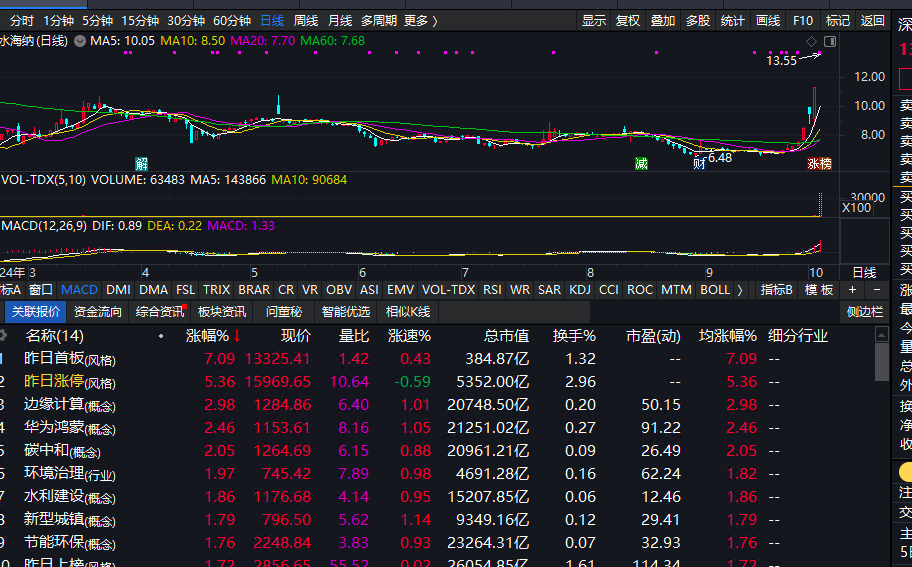 分时 1分钟 5分钟 15分钟 30分钟 60分钟 日线 周线 月线 多周期 更多 〉 显示 复权 叠加 多股 统计 画线 F10 标记 返回
水海纳(日线) MA5: 10.05 MA10: 8.50 MA20: 7.70 MA60: 7.68
13.55
12.00
10.00
8.00
6.48
解 减 财 涨榜
VOL-TDX(5,10) VOLUME: 63483 MA5: 143866 MA10: 90684
30000
X100
MACD(12,26,9) DIF: 0.89 DEA: 0.22 MACD: 1.33
24年 3 4 5 6 7 8 9 10 日线
标A 窗口 MACD DMI DMA FSL TRIX BRAR CR VR OBV ASI EMV VOL-TDX RSI WR SAR KDJ CCI ROC MTM BOLL 〉 指标B 模 板 + −
关联报价 资金流向 综合资讯 板块资讯 问董秘 智能优选 相似K线 侧边栏
名称(14) 涨幅%↓ 现价 量比 涨速% 总市值 换手% 市盈(动) 均涨幅% 细分行业
1 昨日首板(风格) 7.09 13325.41 1.42 0.43 384.87亿 1.32 -- 7.09 --
2 昨日涨停(风格) 5.36 15969.65 10.64 -0.59 5352.00亿 2.96 -- 5.36 --
3 边缘计算(概念) 2.98 1284.86 6.40 1.01 20748.50亿 0.20 50.15 2.98 --
4 华为鸿蒙(概念) 2.46 1153.61 8.16 1.05 21251.02亿 0.27 91.22 2.46 --
5 碳中和(概念) 2.05 1264.69 6.15 0.88 20961.21亿 0.09 26.49 2.05 --
6 环境治理(行业) 1.97 745.42 7.89 0.98 4691.28亿 0.16 62.24 1.82 --
7 水利建设(概念) 1.86 1176.68 4.14 0.95 15207.85亿 0.06 12.46 1.86 --
8 新型城镇(概念) 1.79 796.50 5.62 1.14 9349.16亿 0.12 29.41 1.79 --
9 节能环保(概念) 1.76 2248.84 3.83 0.93 23264.31亿 0.07 32.93 1.76 --
昨日上榜(风格) 1.72 2856.65 55.52 0.02 26054.85亿 1.61 114.34 1.72 --
深
卖
卖
卖
卖
卖
买
买
买
买
买
涨
最
今
量
总
外
换
净
收
注
交
主
5日